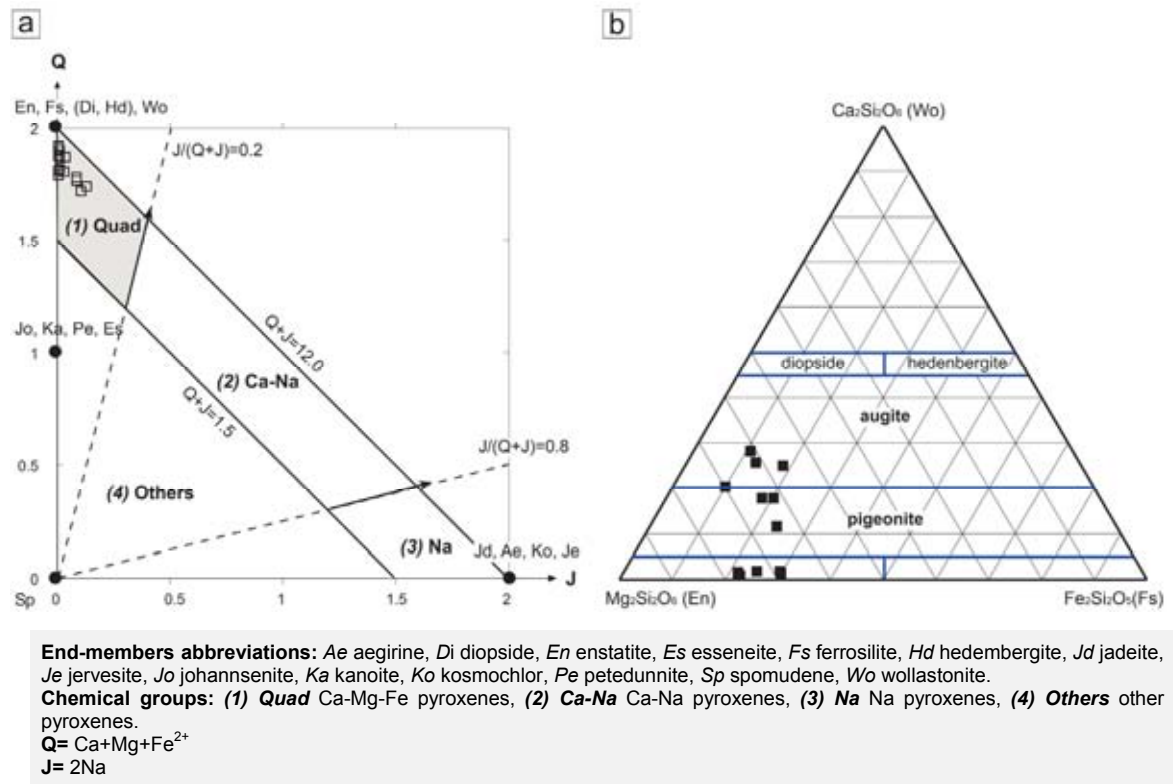 a
b
Q
En, Fs, (Di, Hd), Wo
2
J/(Q+J)=0.2
(1) Quad
1.5
Jo, Ka, Pe, Es
1
Q+J=12.0
(2) Ca-Na
Q+J=1.5
J/(Q+J)=0.8
0.5
(4) Others
(3) Na
Jd, Ae, Ko, Je
0
J
Sp
0
0.5
1
1.5
2
Ca₂Si₂O₆ (Wo)
diopside
hedenbergite
augite
pigeonite
Mg₂Si₂O₆ (En)
Fe₂Si₂O₅(Fs)
End-members abbreviations: Ae aegirine, Di diopside, En enstatite, Es esseneite, Fs ferrosilite, Hd hedembergite, Jd jadeite,
Je jervesite, Jo johannsenite, Ka kanoite, Ko kosmochlor, Pe petedunnite, Sp spomudene, Wo wollastonite.
Chemical groups: (1) Quad Ca-Mg-Fe pyroxenes, (2) Ca-Na Ca-Na pyroxenes, (3) Na Na pyroxenes, (4) Others other
pyroxenes.
Q= Ca+Mg+Fe²⁺
J= 2Na